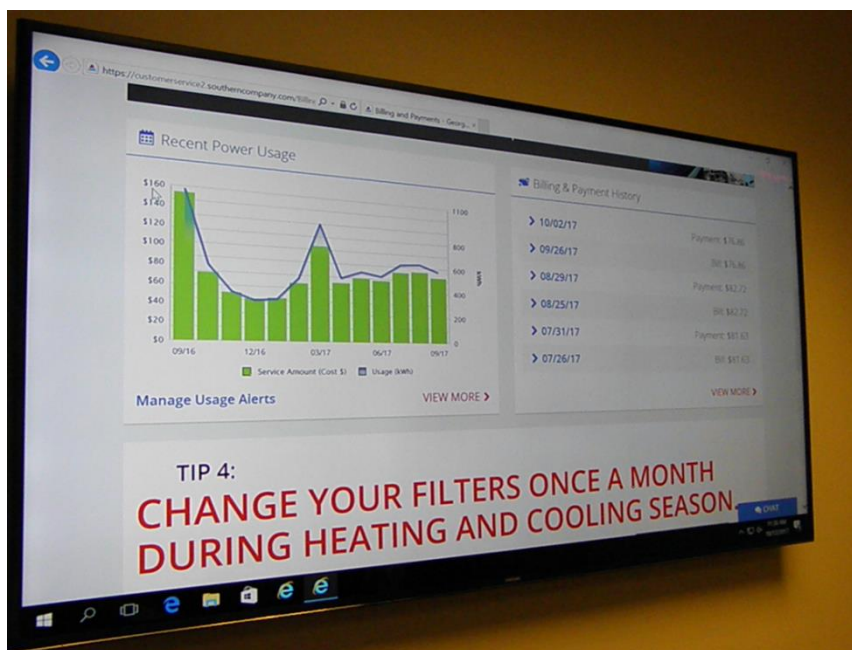 https://customerservice2.southerncompany.com/Billin
Billing and Payments - Georg...
Recent Power Usage
$160
$140
$120
$100
$80
$60
$40
$20
$0
1100
800
600
400
200
0
kWh
09/16 12/16 03/17 06/17 09/17
Service Amount (Cost $) Usage (kWh)
Manage Usage Alerts VIEW MORE
Billing & Payment History
10/02/17 Payment: $76.86
09/26/17 Bill: $76.86
08/29/17 Payment: $82.72
08/25/17 Bill: $82.72
07/31/17 Payment: $81.63
07/26/17 Bill: $81.63
VIEW MORE
TIP 4:
CHANGE YOUR FILTERS ONCE A MONTH
DURING HEATING AND COOLING SEASON.
CHAT